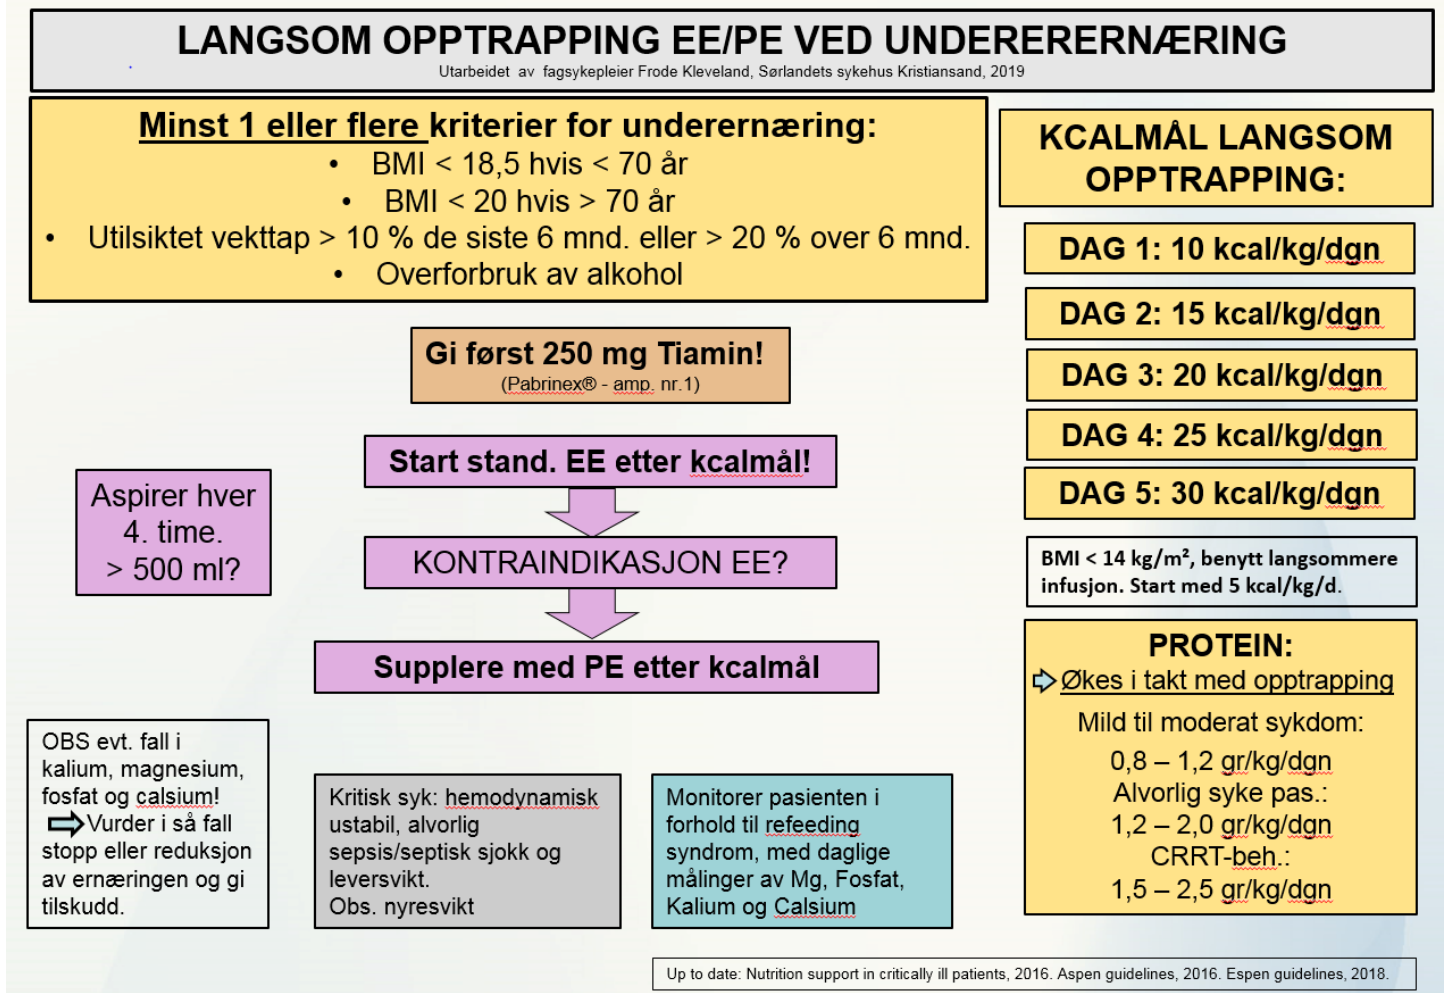 LANGSOM OPPTRAPPING EE/PE VED UNDERERERNÆRING
Utarbeidet av fagsykepleier Frode Kleveland, Sørlandets sykehus Kristiansand, 2019
Minst 1 eller flere kriterier for underernæring:
• BMI < 18,5 hvis < 70 år
• BMI < 20 hvis > 70 år
• Utilsiktet vekttap > 10 % de siste 6 mnd. eller > 20 % over 6 mnd.
• Overforbruk av alkohol
Gi først 250 mg Tiamin!
(Pabrinex® - amp. nr.1)
Start stand. EE etter kcalmål!
Aspirer hver
4. time.
> 500 ml?
KONTRAINDIKASJON EE?
Supplere med PE etter kcalmål
OBS evt. fall i
kalium, magnesium,
fosfat og calsium!
Vurder i så fall
stopp eller reduksjon
av ernæringen og gi
tilskudd.
Kritisk syk: hemodynamisk
ustabil, alvorlig
sepsis/septisk sjokk og
leversvikt.
Obs. nyresvikt
Monitorer pasienten i
forhold til refeeding
syndrom, med daglige
målinger av Mg, Fosfat,
Kalium og Calsium
KCALMÅL LANGSOM
OPPTRAPPING:
DAG 1: 10 kcal/kg/dgn
DAG 2: 15 kcal/kg/dgn
DAG 3: 20 kcal/kg/dgn
DAG 4: 25 kcal/kg/dgn
DAG 5: 30 kcal/kg/dgn
BMI < 14 kg/m², benytt langsommere
infusjon. Start med 5 kcal/kg/d.
PROTEIN:
Økes i takt med opptrapping
Mild til moderat sykdom:
0,8 – 1,2 gr/kg/dgn
Alvorlig syke pas.:
1,2 – 2,0 gr/kg/dgn
CRRT-beh.:
1,5 – 2,5 gr/kg/dgn
Up to date: Nutrition support in critically ill patients, 2016. Aspen guidelines, 2016. Espen guidelines, 2018.